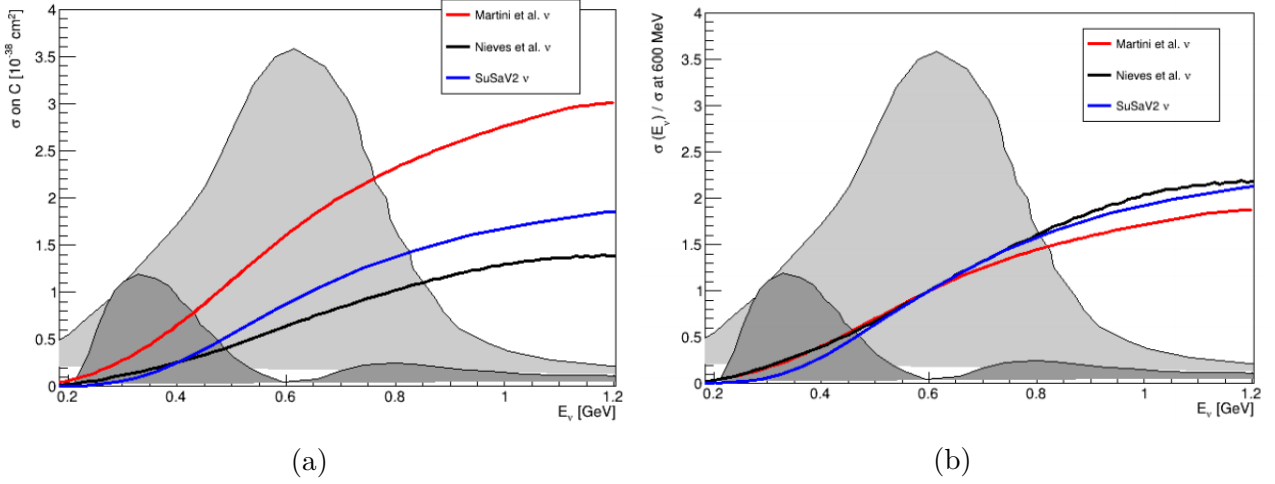 σ on C [10⁻³⁸ cm²]
4
3.5
3
2.5
2
1.5
1
0.5
0
Martini et al. ν
Nieves et al. ν
SuSaV2 ν
0.2 0.4 0.6 0.8 1 1.2
E_ν [GeV]
(a)
σ (E_ν) / σ at 600 MeV
4
3.5
3
2.5
2
1.5
1
0.5
0
Martini et al. ν
Nieves et al. ν
SuSaV2 ν
0.2 0.4 0.6 0.8 1 1.2
E_ν [GeV]
(b)